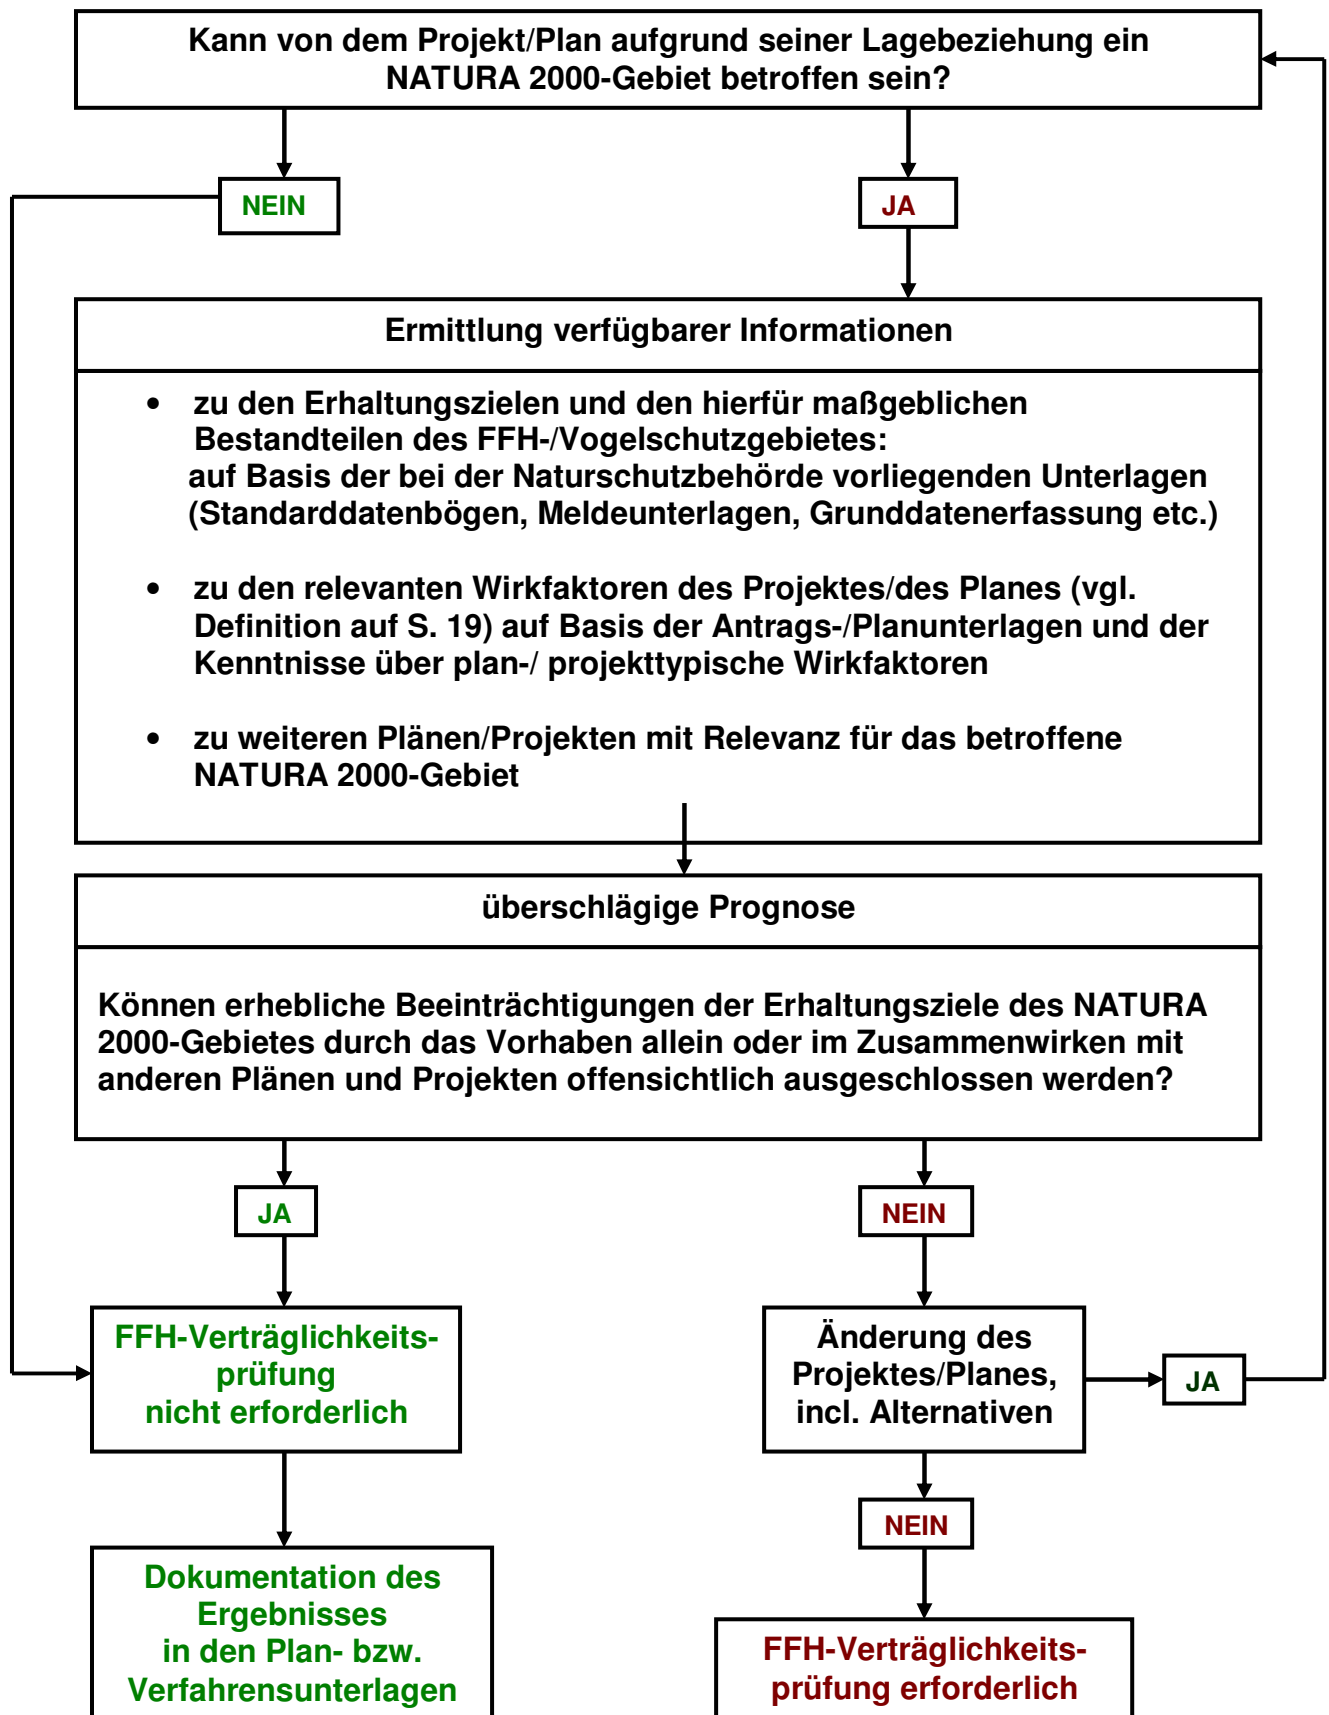 Kann von dem Projekt/Plan aufgrund seiner Lagebeziehung ein
NATURA 2000-Gebiet betroffen sein?
NEIN
JA
Ermittlung verfügbarer Informationen
• zu den Erhaltungszielen und den hierfür maßgeblichen
Bestandteilen des FFH-/Vogelschutzgebietes:
auf Basis der bei der Naturschutzbehörde vorliegenden Unterlagen
(Standarddatenbögen, Meldeunterlagen, Grunddatenerfassung etc.)
• zu den relevanten Wirkfaktoren des Projektes/des Planes (vgl.
Definition auf S. 19) auf Basis der Antrags-/Planunterlagen und der
Kenntnisse über plan-/ projekttypische Wirkfaktoren
• zu weiteren Plänen/Projekten mit Relevanz für das betroffene
NATURA 2000-Gebiet
überschlägige Prognose
Können erhebliche Beeinträchtigungen der Erhaltungsziele des NATURA
2000-Gebietes durch das Vorhaben allein oder im Zusammenwirken mit
anderen Plänen und Projekten offensichtlich ausgeschlossen werden?
JA
NEIN
FFH-Verträglichkeits-
prüfung
nicht erforderlich
Änderung des
Projektes/Planes,
incl. Alternativen
JA
NEIN
Dokumentation des
Ergebnisses
in den Plan- bzw.
Verfahrensunterlagen
FFH-Verträglichkeits-
prüfung erforderlich